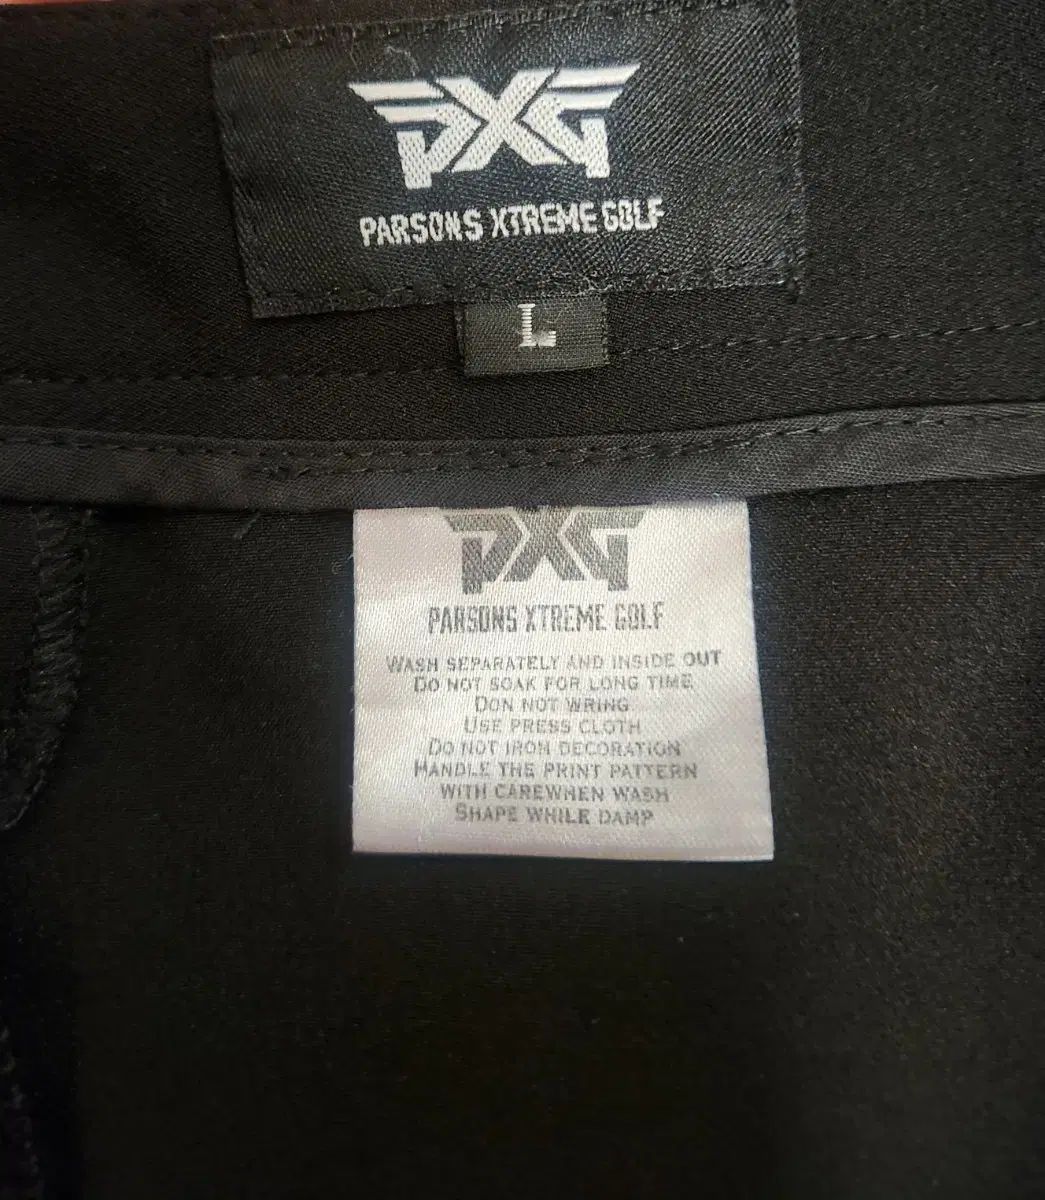 PXG
PARSONS XTREME GOLF
L
PXG
PARSONS XTREME GOLF
WASH SEPARATELY AND INSIDE OUT
DO NOT SOAK FOR LONG TIME
DON NOT WRING
USE PRESS CLOTH
DO NOT IRON DECORATION
HANDLE THE PRINT PATTERN
WITH CAREWHEN WASH
SHAPE WHILE DAMP